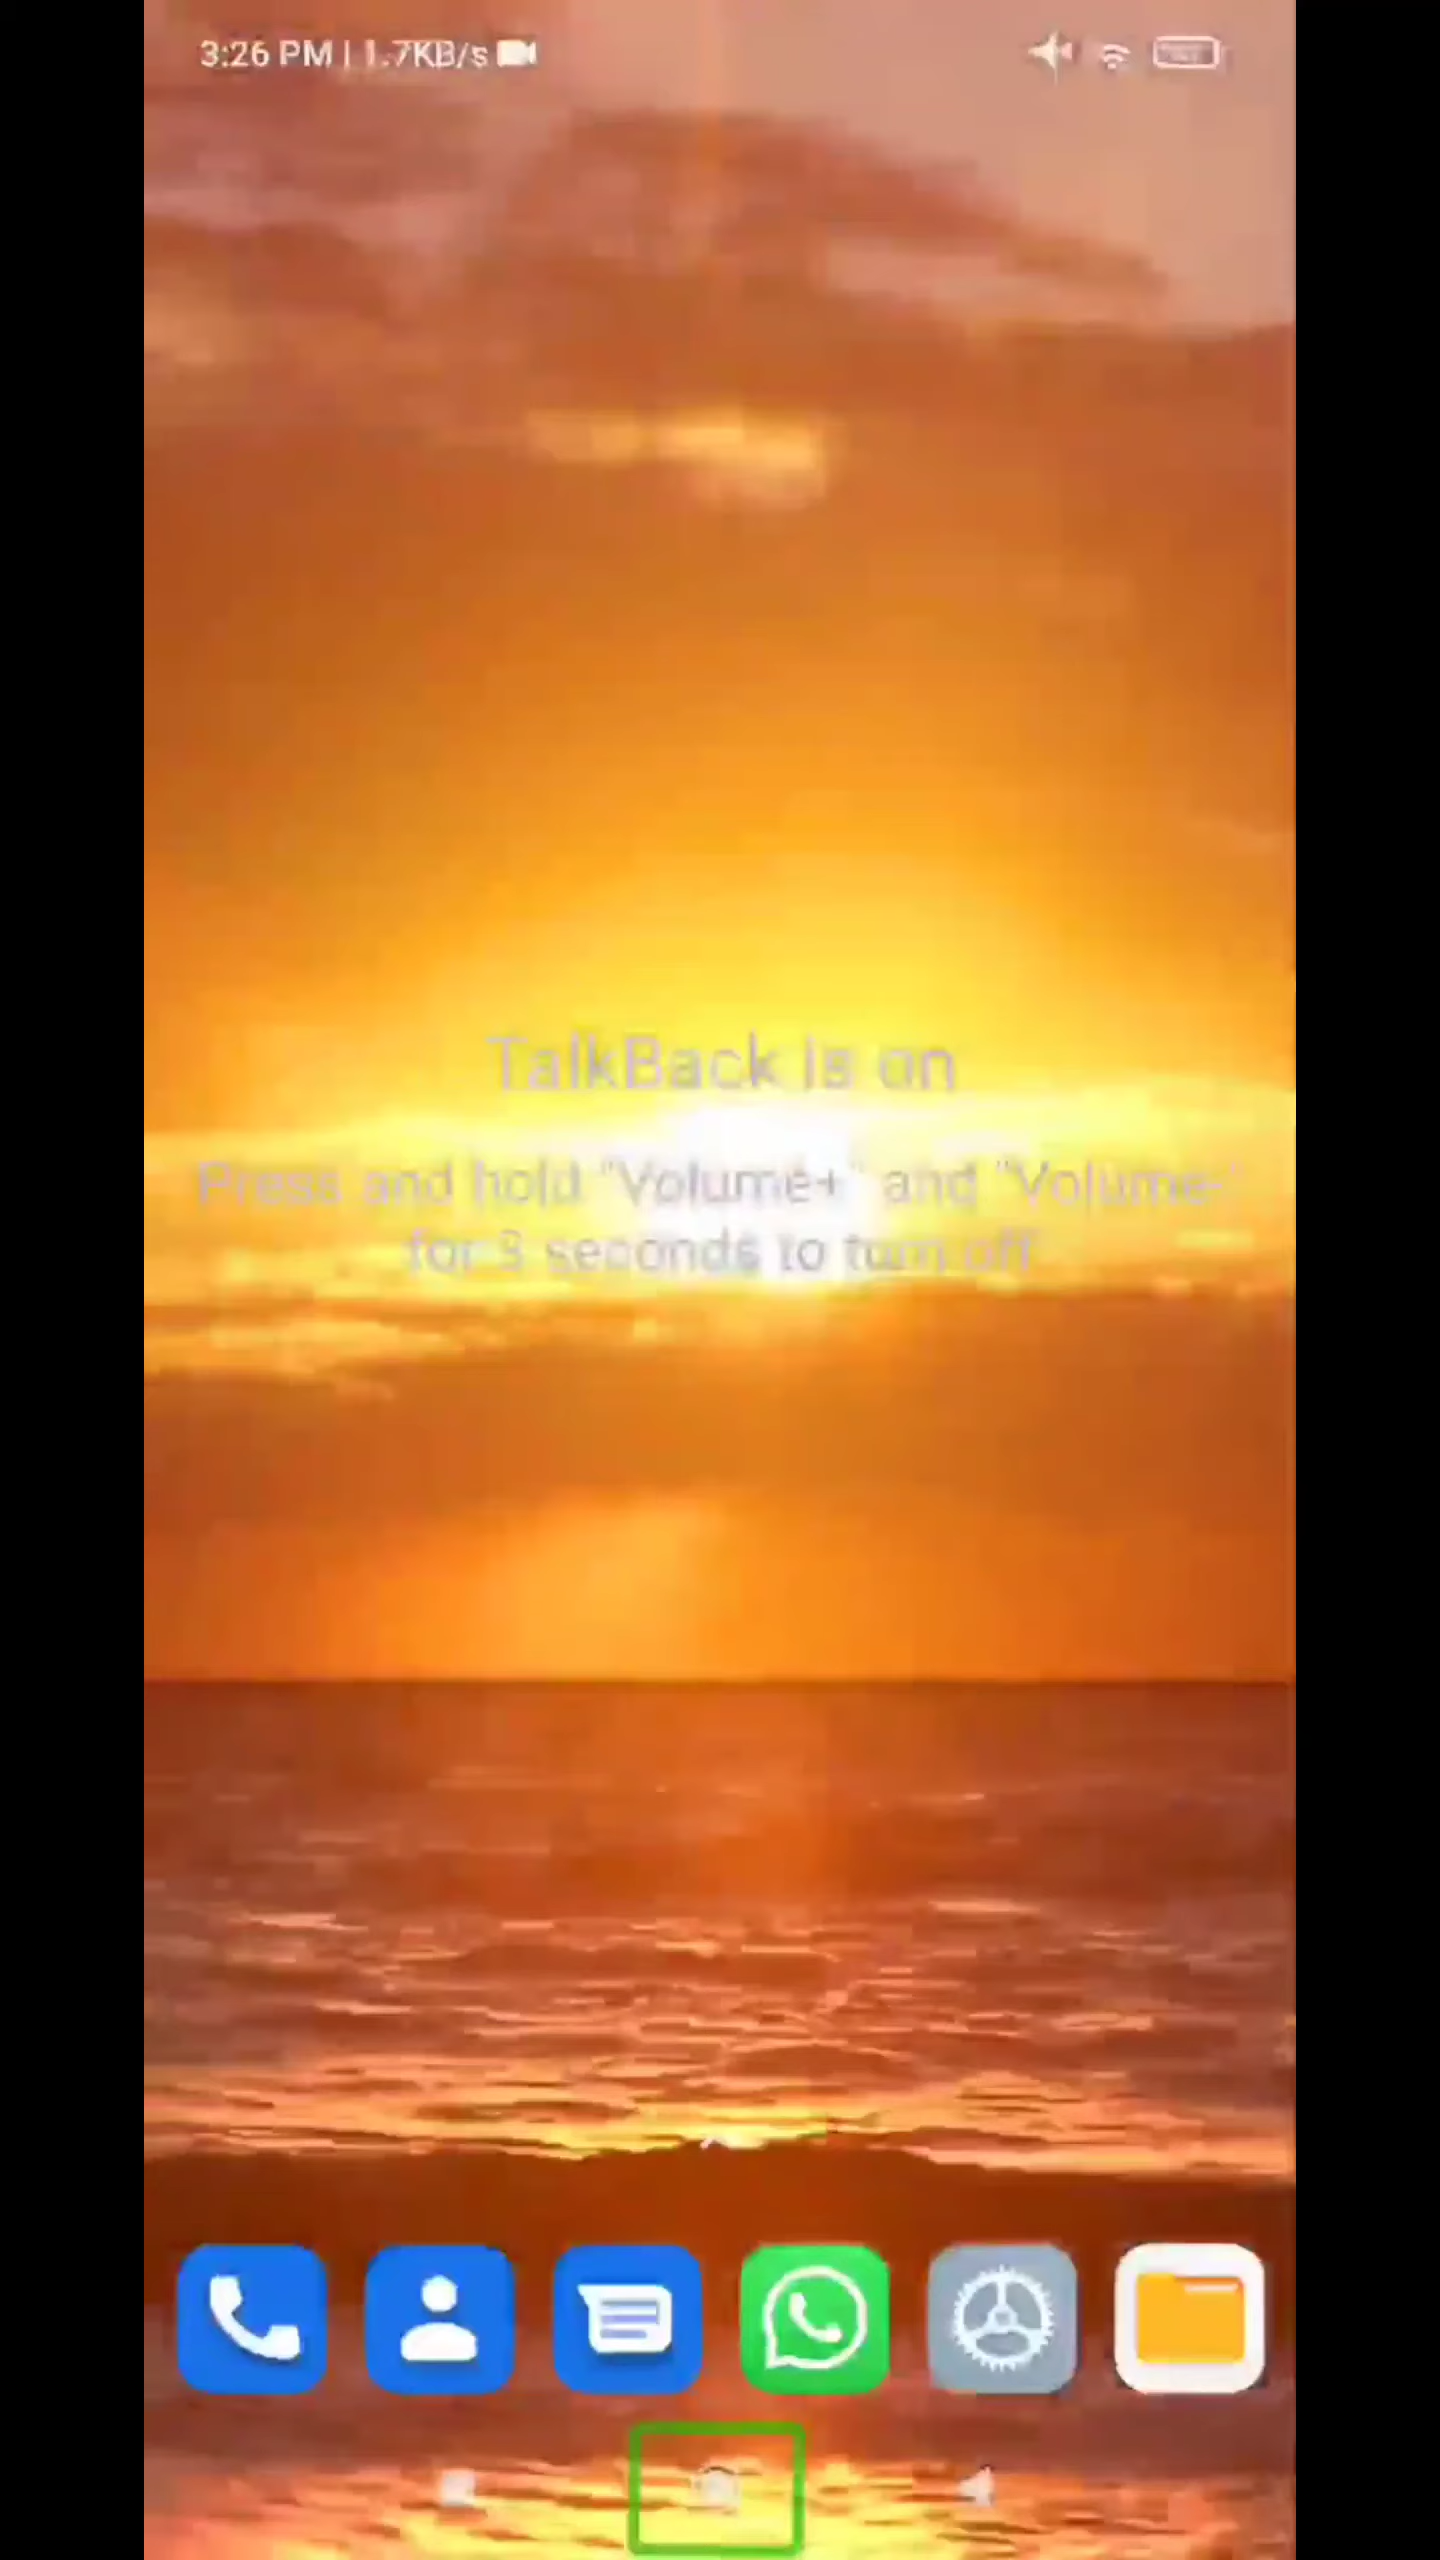 3:26 PM | 1.7KB/s
TalkBack is on
Press and hold "Volume+" and "Volume-"
for 3 seconds to turn off